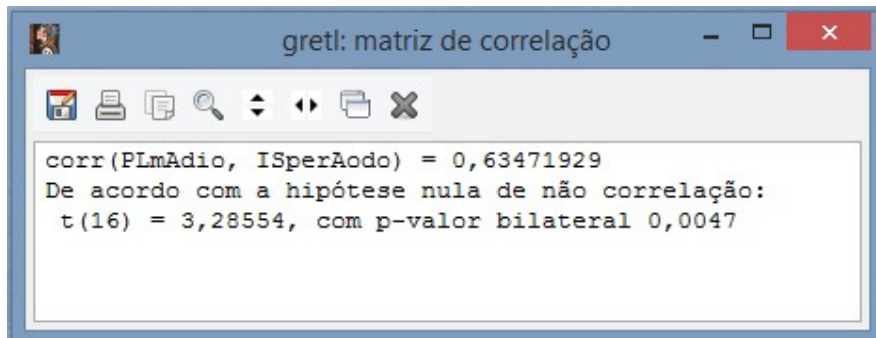 gretl: matriz de correlação
corr(PLmAdio, ISperAodo) = 0,63471929
De acordo com a hipótese nula de não correlação:
t(16) = 3,28554, com p-valor bilateral 0,0047